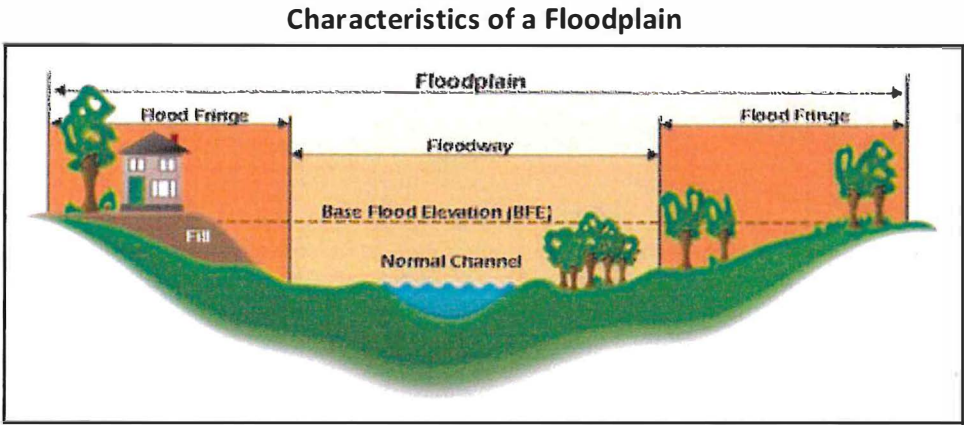 Characteristics of a Floodplain
Floodplain
Flood Fringe
Flood Fringe
Floodway
Base Flood Elevation (BFE)
Fill
Normal Channel